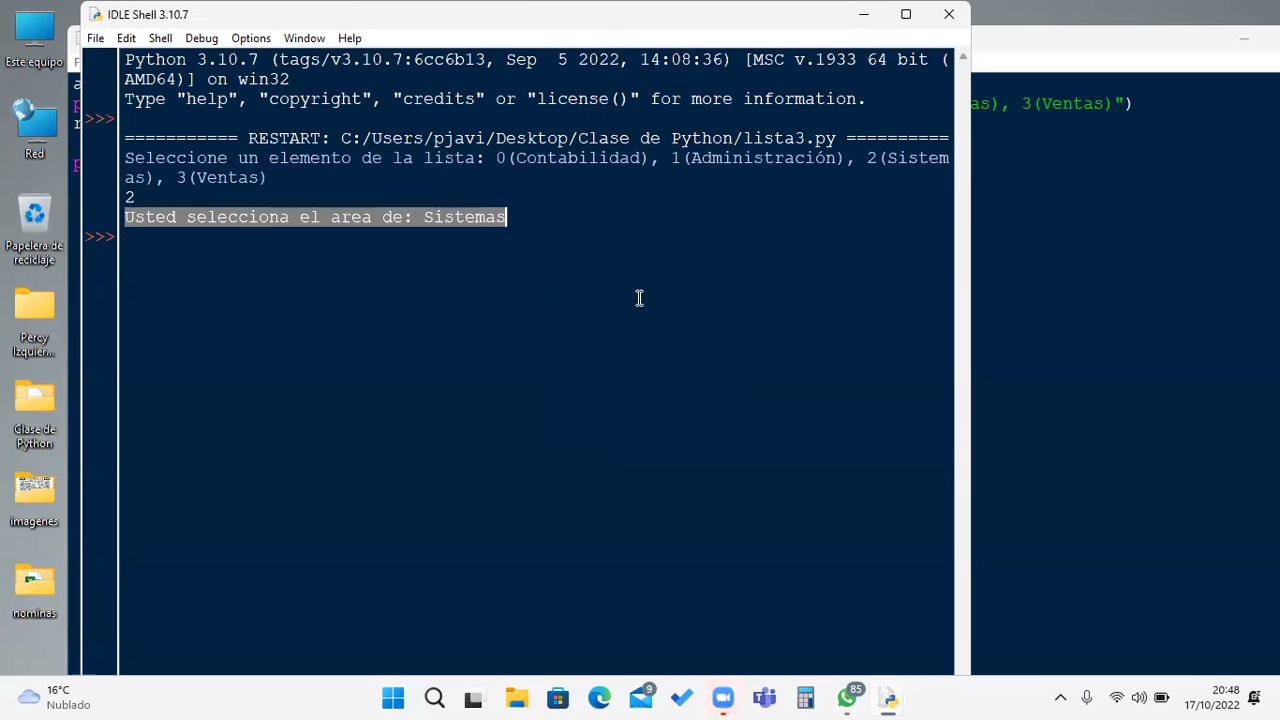 IDLE Shell 3.10.7
File Edit Shell Debug Options Window Help
Python 3.10.7 (tags/v3.10.7:6cc6b13, Sep  5 2022, 14:08:36) [MSC v.1933 64 bit (
AMD64)] on win32
Type "help", "copyright", "credits" or "license()" for more information.
>>>
=========== RESTART: C:/Users/pjavi/Desktop/Clase de Python/lista3.py ==========
Seleccione un elemento de la lista: 0(Contabilidad), 1(Administración), 2(Sistem
as), 3(Ventas)
2
Usted selecciona el area de: Sistemas
>>>
as), 3(Ventas)")
Este equipo
Red
Papelera de
reciclaje
Percy
Izquier...
Clase de
Python
imagenes
nominas
16°C
Nublado
9
85
20:48
17/10/2022